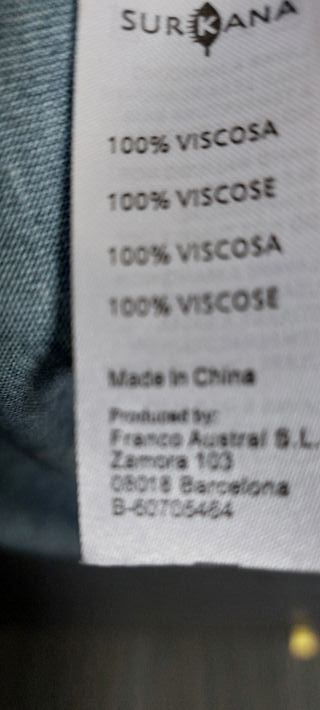 SURKANA
100% VISCOSA
100% VISCOSE
100% VISCOSA
100% VISCOSE
Made in China
Produced by:
Franco Austral S.L.
Zamora 103
08018 Barcelona
B-60705464